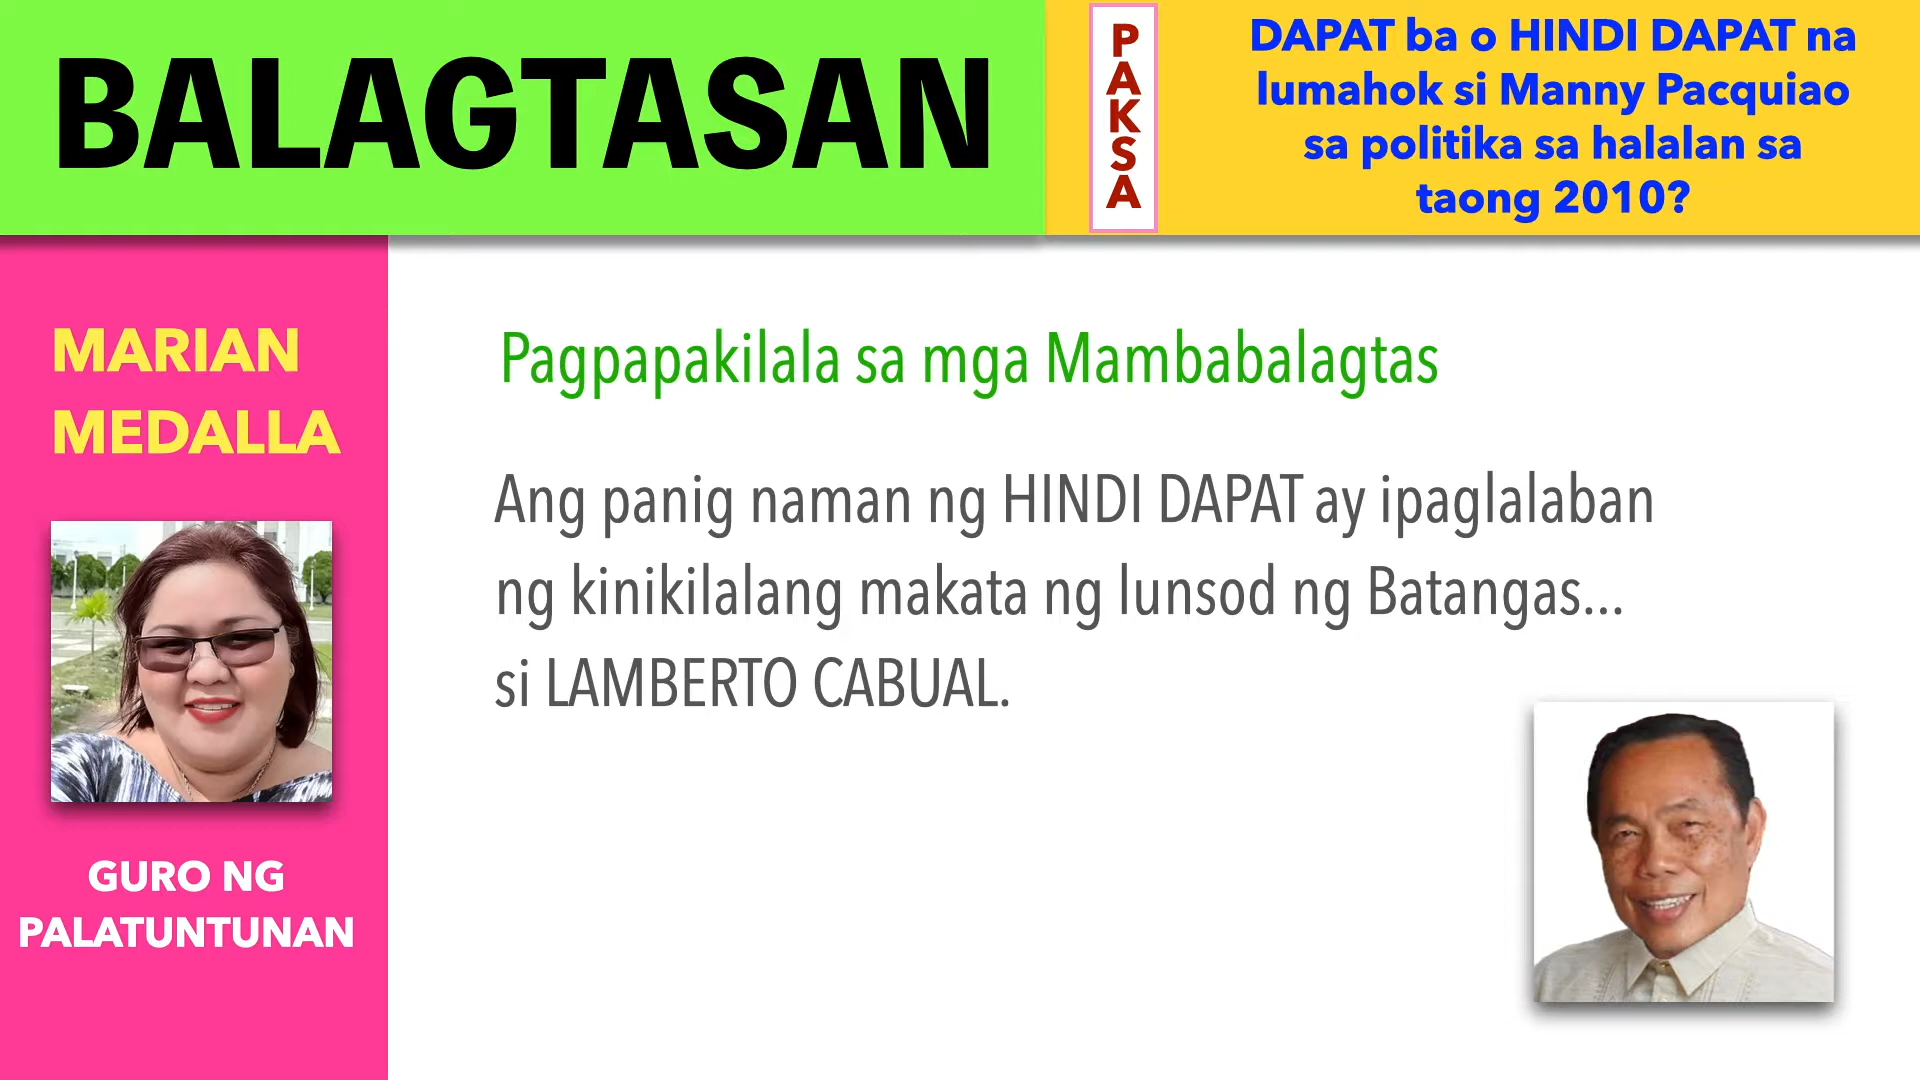 BALAGTASAN
PAKSA
DAPAT ba o HINDI DAPAT na
lumahok si Manny Pacquiao
sa politika sa halalan sa
taong 2010?
MARIAN
MEDALLA
GURO NG
PALATUNTUNAN
Pagpapakilala sa mga Mambabalagtas
Ang panig naman ng HINDI DAPAT ay ipaglalaban
ng kinikilalang makata ng lunsod ng Batangas...
si LAMBERTO CABUAL.